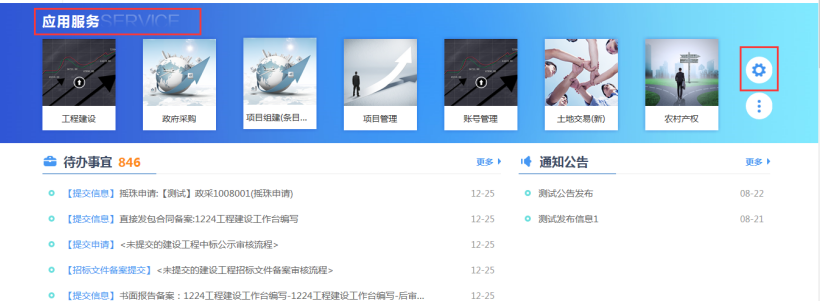 应用服务 SERVICE
工程建设
政府采购
项目组建(条目...
项目管理
账号管理
土地交易(新)
农村产权
待办事宜 846 更多
【提交信息】摇珠申请:【测试】政采1008001(摇珠申请) 12-25
【提交信息】直接发包合同备案:1224工程建设工作台编写 12-25
【提交申请】<未提交的建设工程中标公示审核流程> 12-25
【招标文件备案提交】<未提交的建设工程招标文件备案审核流程> 12-25
【提交信息】书面报告备案：1224工程建设工作台编写-1224工程建设工作台编写-后审... 12-25
通知公告 更多
测试公告发布 08-22
测试发布信息1 08-21